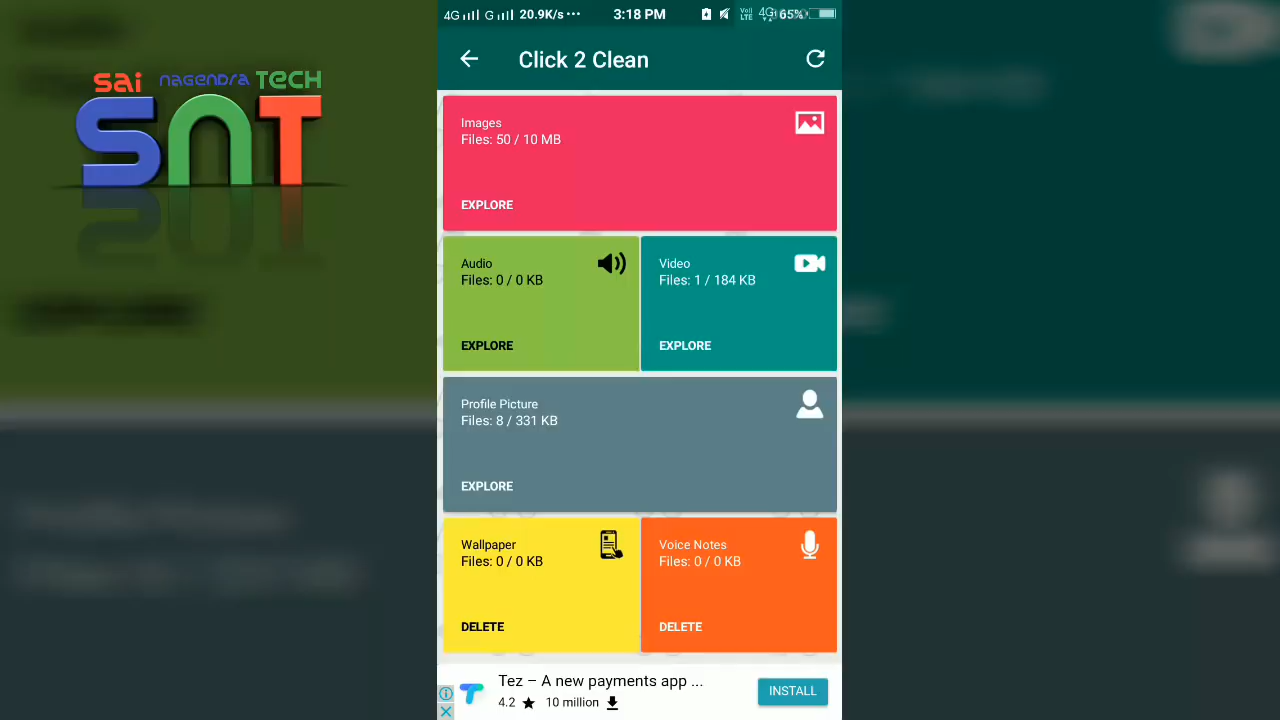 sai nagendra TECH
SNT
4G G 20.9K/s ··· 3:18 PM VoLTE 4G 65%
Click 2 Clean
Images
Files: 50 / 10 MB
EXPLORE
Audio
Files: 0 / 0 KB
EXPLORE
Video
Files: 1 / 184 KB
EXPLORE
Profile Picture
Files: 8 / 331 KB
EXPLORE
Wallpaper
Files: 0 / 0 KB
DELETE
Voice Notes
Files: 0 / 0 KB
DELETE
Tez – A new payments app ...
4.2 ★ 10 million
INSTALL